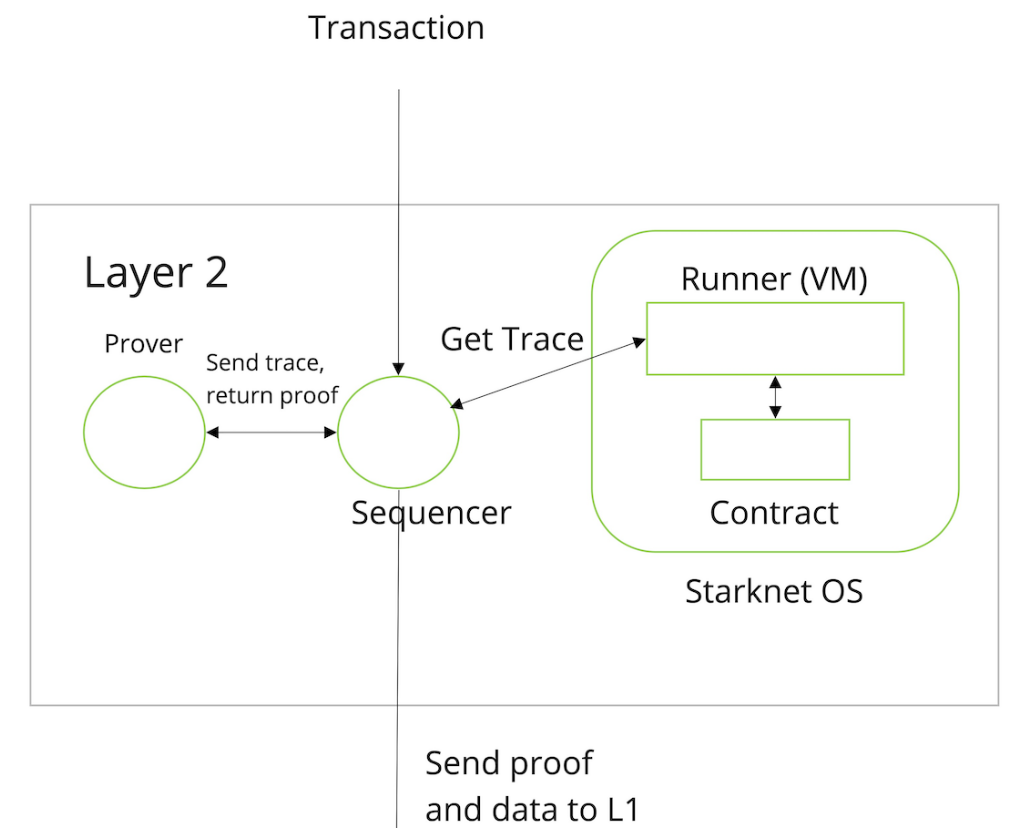 Transaction
Layer 2
Runner (VM)
Prover
Send trace,
return proof
Get Trace
Sequencer
Contract
Starknet OS
Send proof
and data to L1